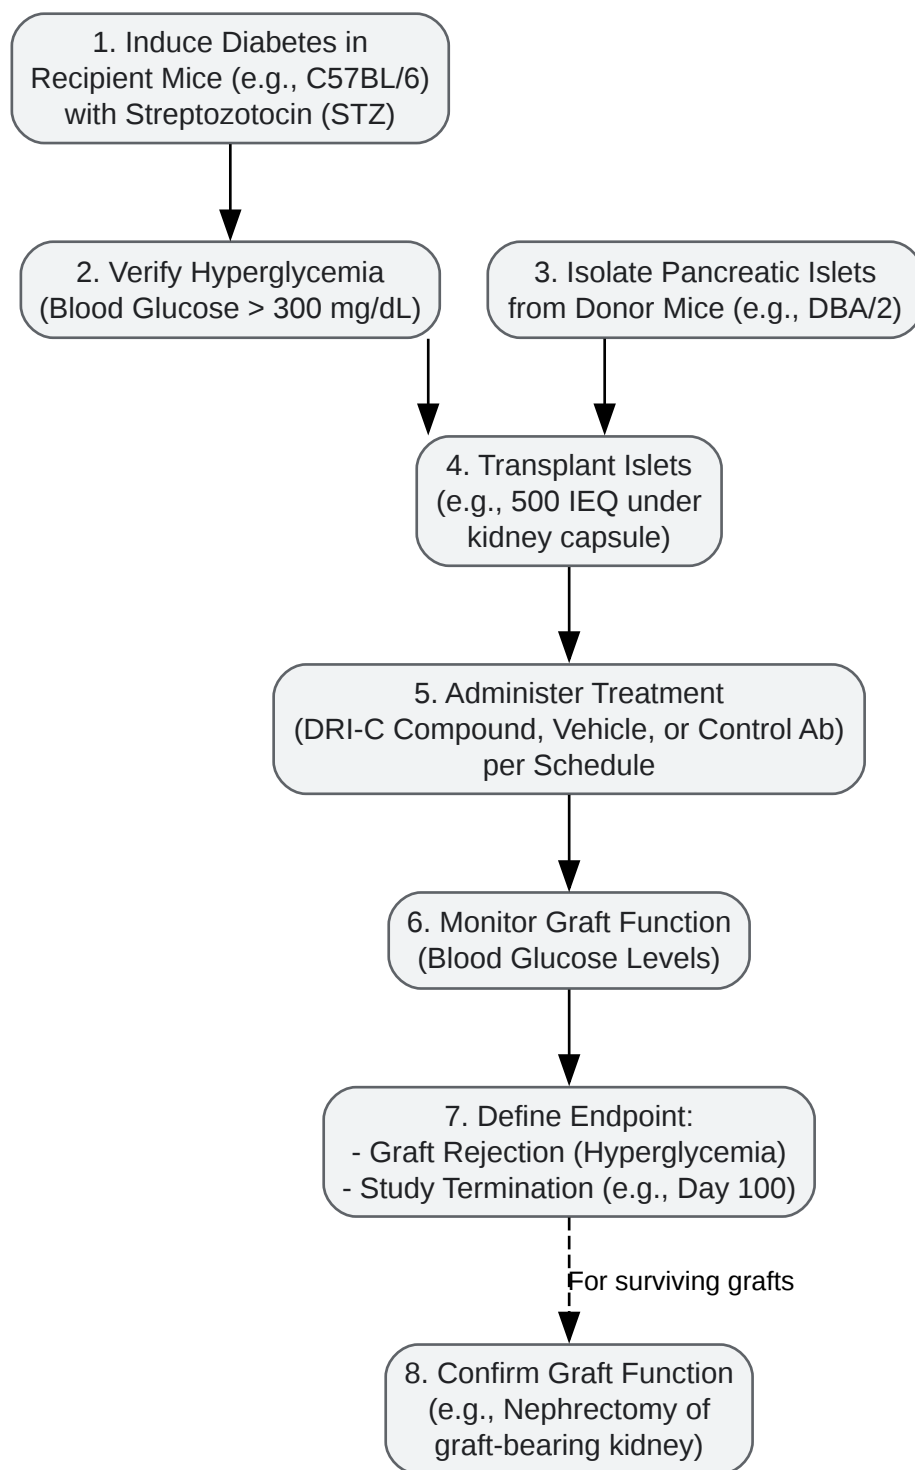 1. Induce Diabetes in
Recipient Mice (e.g., C57BL/6)
with Streptozotocin (STZ)
2. Verify Hyperglycemia
(Blood Glucose > 300 mg/dL)
3. Isolate Pancreatic Islets
from Donor Mice (e.g., DBA/2)
4. Transplant Islets
(e.g., 500 IEQ under
kidney capsule)
5. Administer Treatment
(DRI-C Compound, Vehicle, or Control Ab)
per Schedule
6. Monitor Graft Function
(Blood Glucose Levels)
7. Define Endpoint:
- Graft Rejection (Hyperglycemia)
- Study Termination (e.g., Day 100)
For surviving grafts
8. Confirm Graft Function
(e.g., Nephrectomy of
graft-bearing kidney)